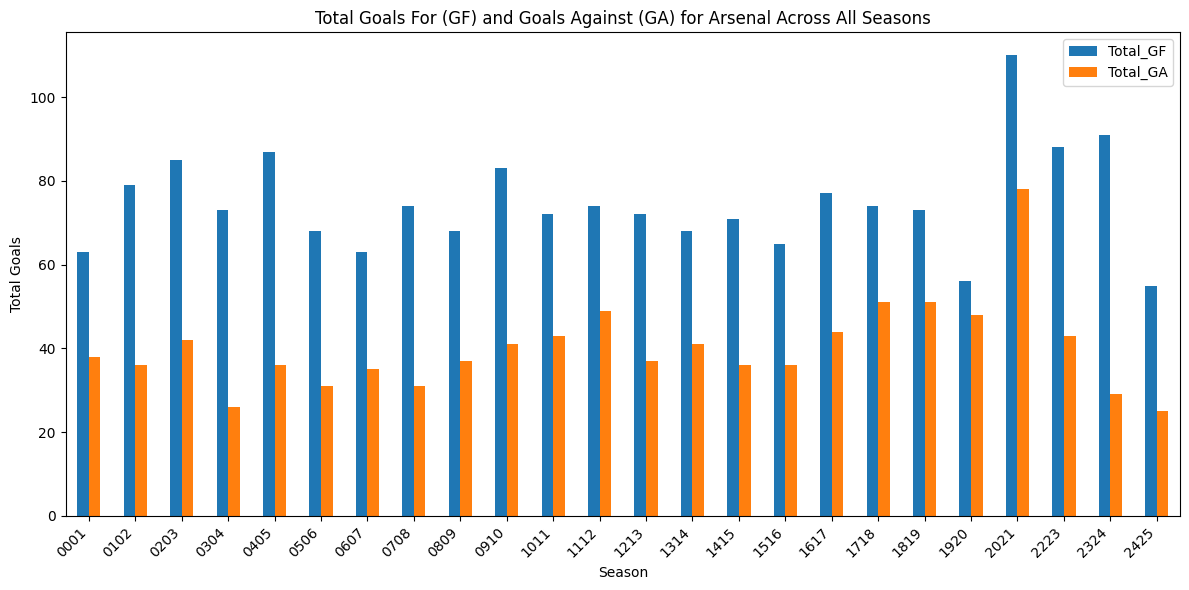 Total Goals For (GF) and Goals Against (GA) for Arsenal Across All Seasons
Total_GF
Total_GA
Total Goals
100
80
60
40
20
0
0001 0102 0203 0304 0405 0506 0607 0708 0809 0910 1011 1112 1213 1314 1415 1516 1617 1718 1819 1920 2021 2223 2324 2425
Season